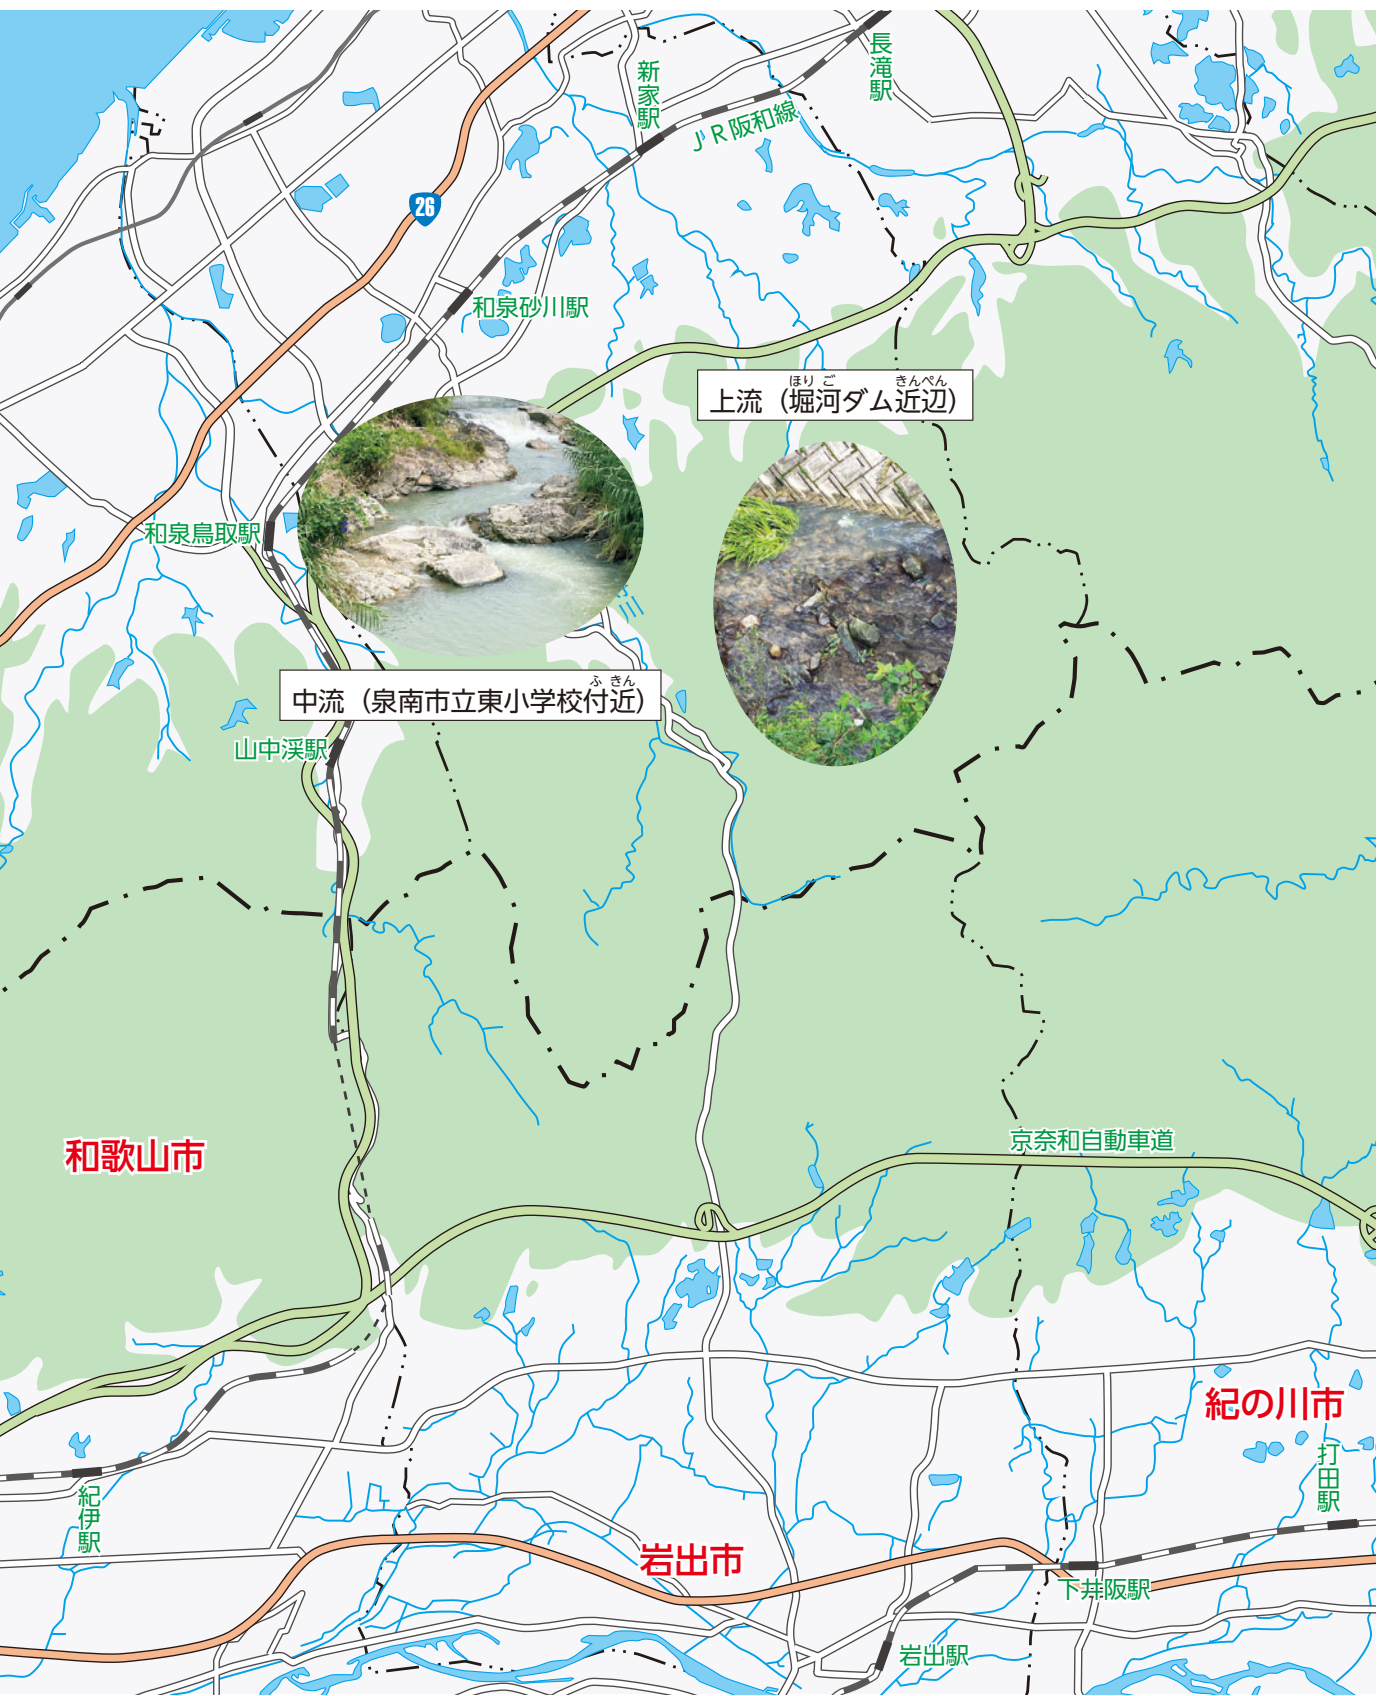 長滝駅
新家駅
JR阪和線
26
和泉砂川駅
上流（堀河ダム近辺）
ほりご
きんぺん
和泉鳥取駅
川
中流（泉南市立東小学校付近）
ふきん
山中渓駅
和歌山市
京奈和自動車道
紀の川市
打田駅
紀伊駅
岩出市
下井阪駅
岩出駅